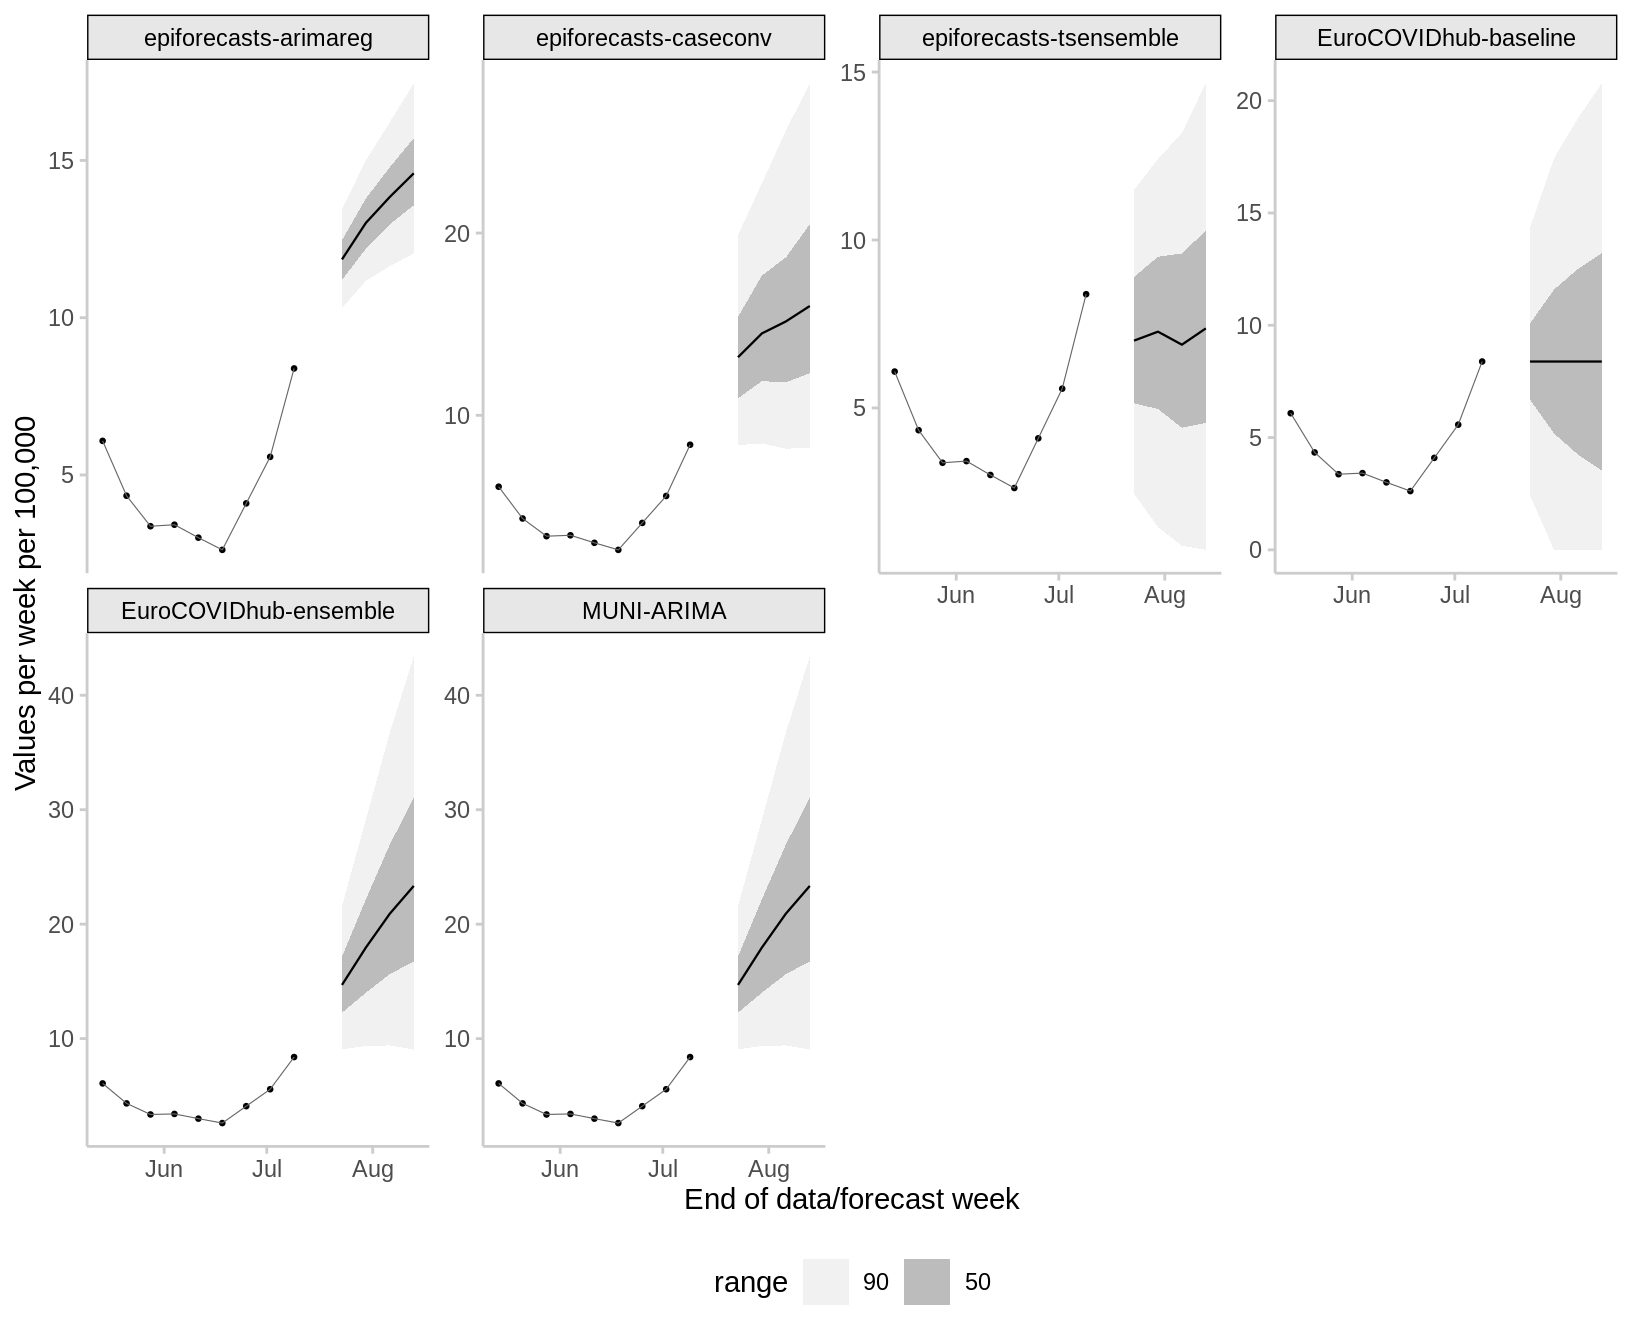 epiforecasts-arimareg
epiforecasts-caseconv
epiforecasts-tsensemble
EuroCOVIDhub-baseline
15
10
5
20
10
15
10
5
Jun Jul Aug
20
15
10
5
0
Jun Jul Aug
Values per week per 100,000
EuroCOVIDhub-ensemble
MUNI-ARIMA
40
30
20
10
Jun Jul Aug
40
30
20
10
Jun Jul Aug
End of data/forecast week
range 90 50